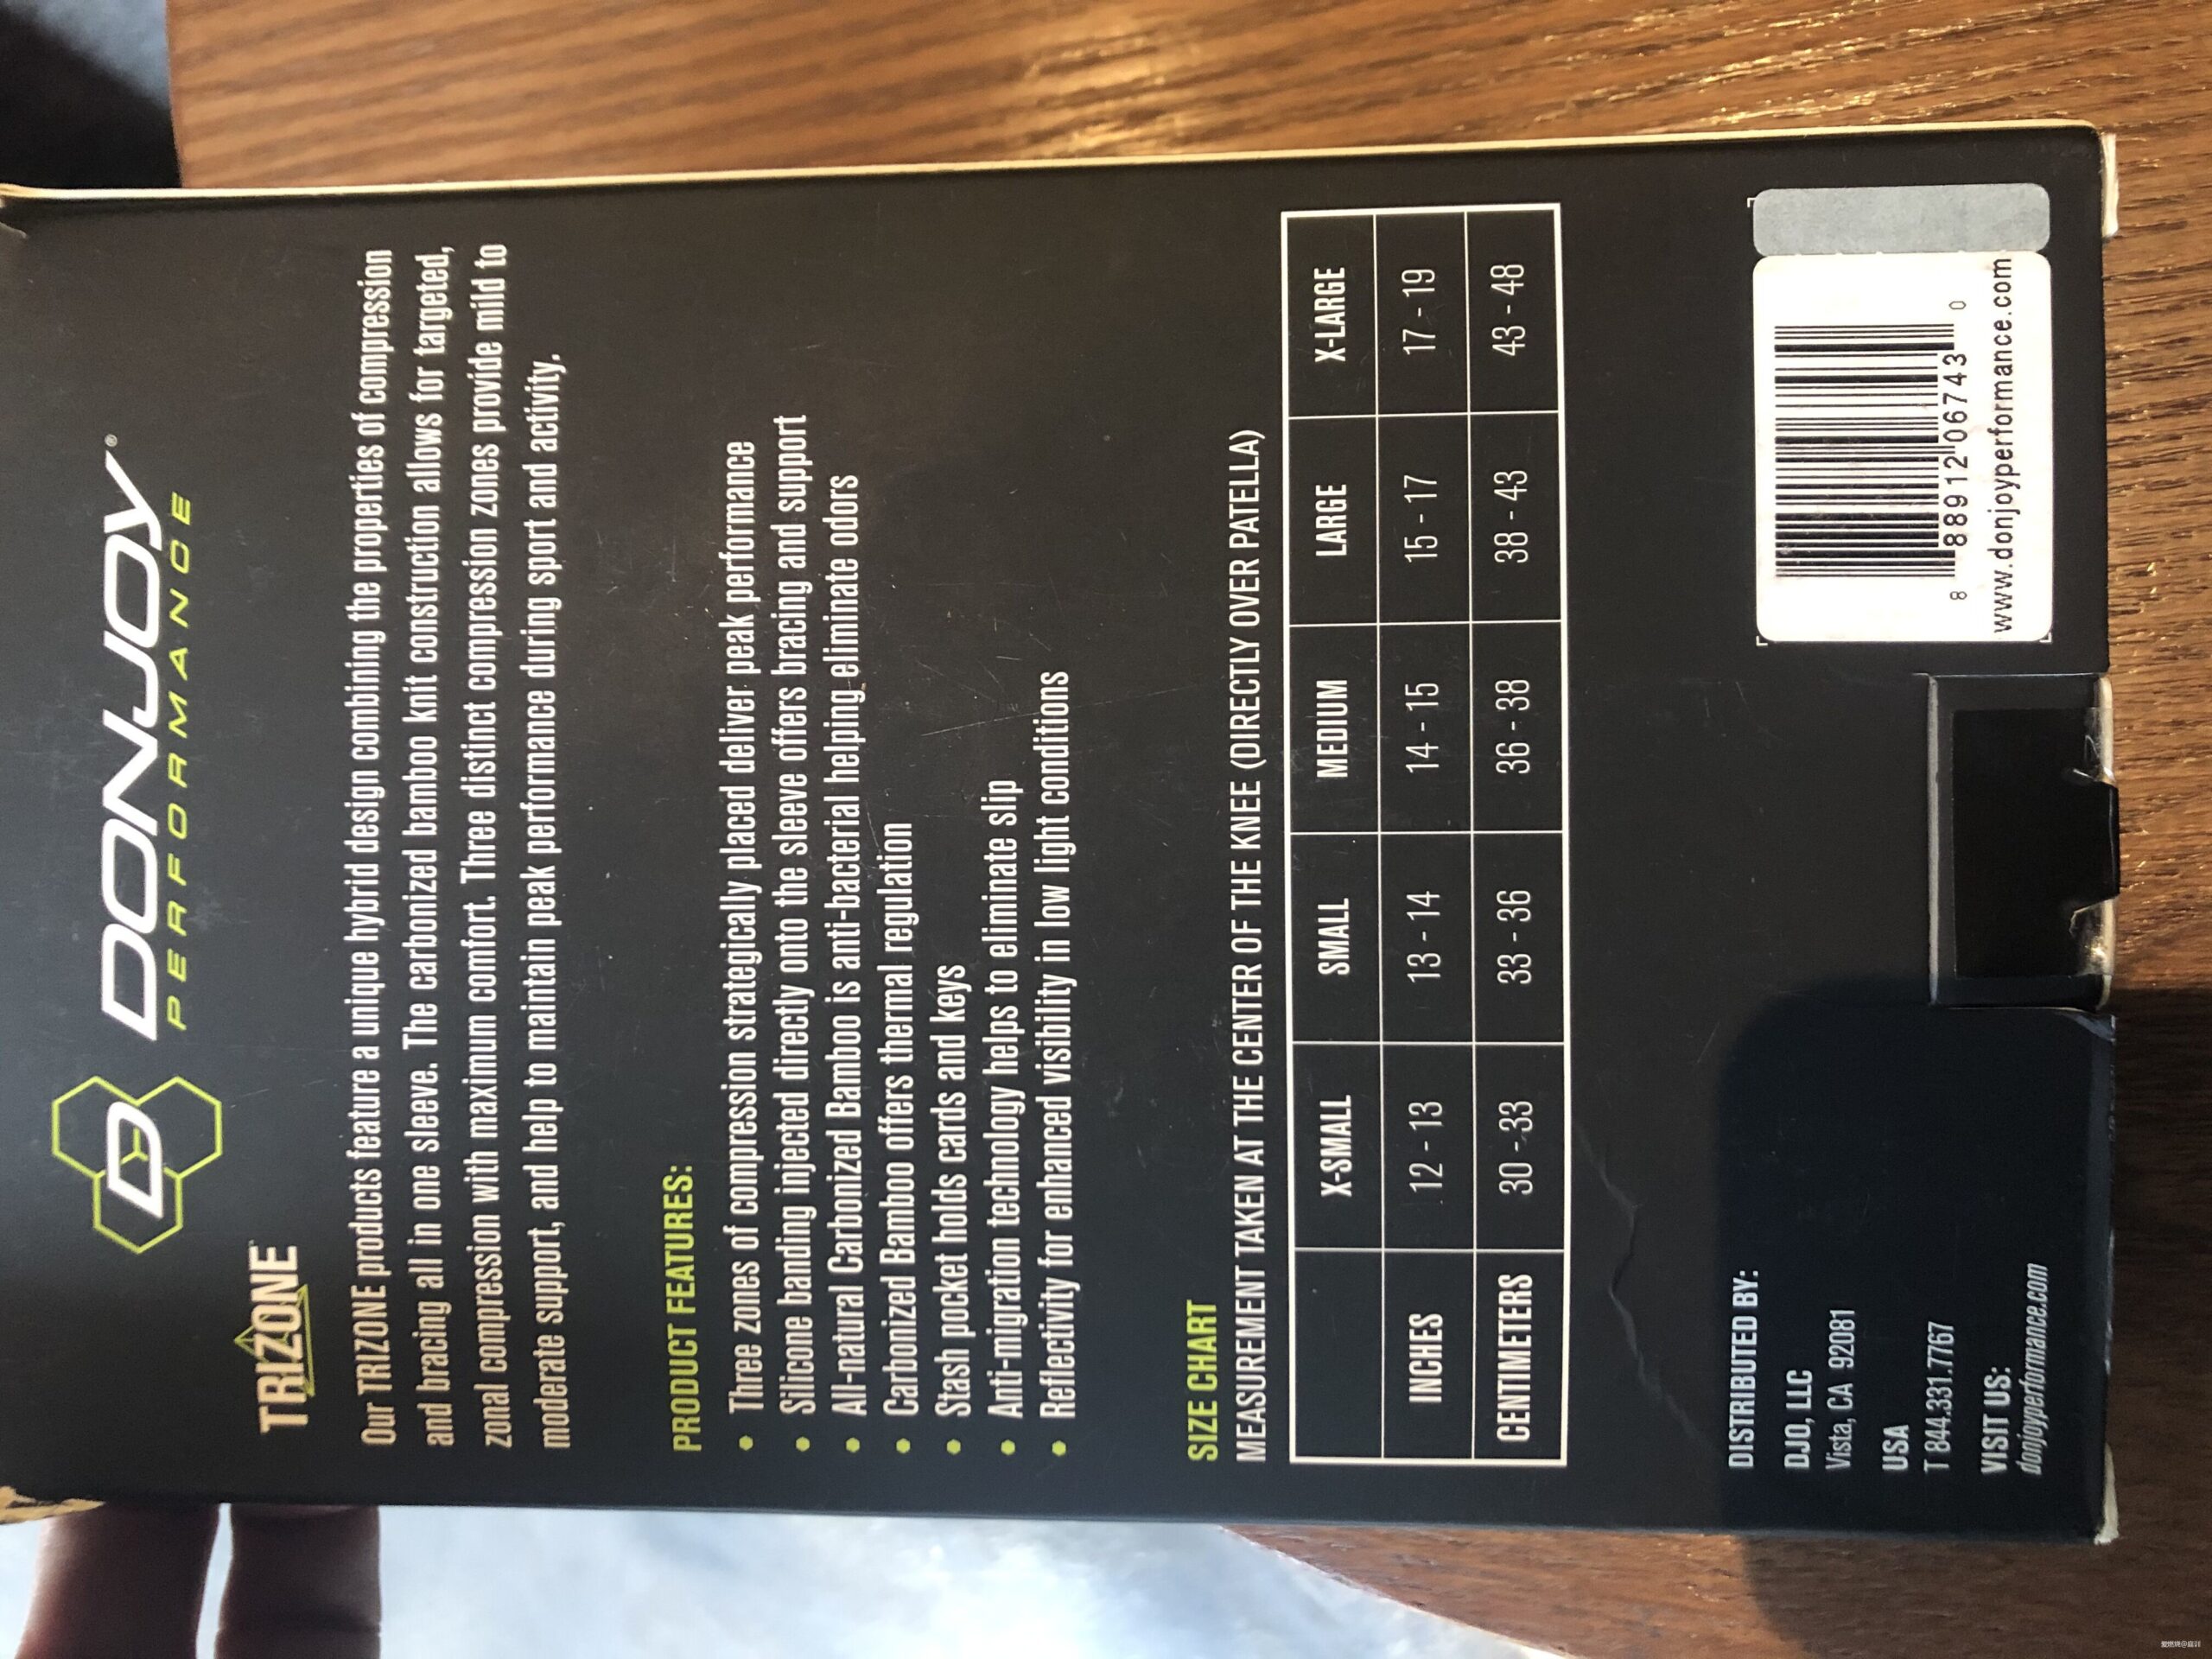 D DONJOY®
PERFORMANCE
TRIZONE
Our TRIZONE products feature a unique hybrid design combining the properties of compression
and bracing all in one sleeve. The carbonized bamboo knit construction allows for targeted,
zonal compression with maximum comfort. Three distinct compression zones provide mild to
moderate support, and help to maintain peak performance during sport and activity.
PRODUCT FEATURES:
• Three zones of compression strategically placed deliver peak performance
• Silicone banding injected directly onto the sleeve offers bracing and support
• All-natural Carbonized Bamboo is anti-bacterial helping eliminate odors
• Carbonized Bamboo offers thermal regulation
• Stash pocket holds cards and keys
• Anti-migration technology helps to eliminate slip
• Reflectivity for enhanced visibility in low light conditions
SIZE CHART
MEASUREMENT TAKEN AT THE CENTER OF THE KNEE (DIRECTLY OVER PATELLA)
X-SMALL SMALL MEDIUM LARGE X-LARGE
INCHES 12 - 13 13 - 14 14 - 15 15 - 17 17 - 19
CENTIMETERS 30 - 33 33 - 36 36 - 38 38 - 43 43 - 48
DISTRIBUTED BY:
DJO, LLC
Vista, CA 92081
USA
T 844.331.7767
VISIT US:
donjoyperformance.com
8 88912 06743 0
www.donjoyperformance.com